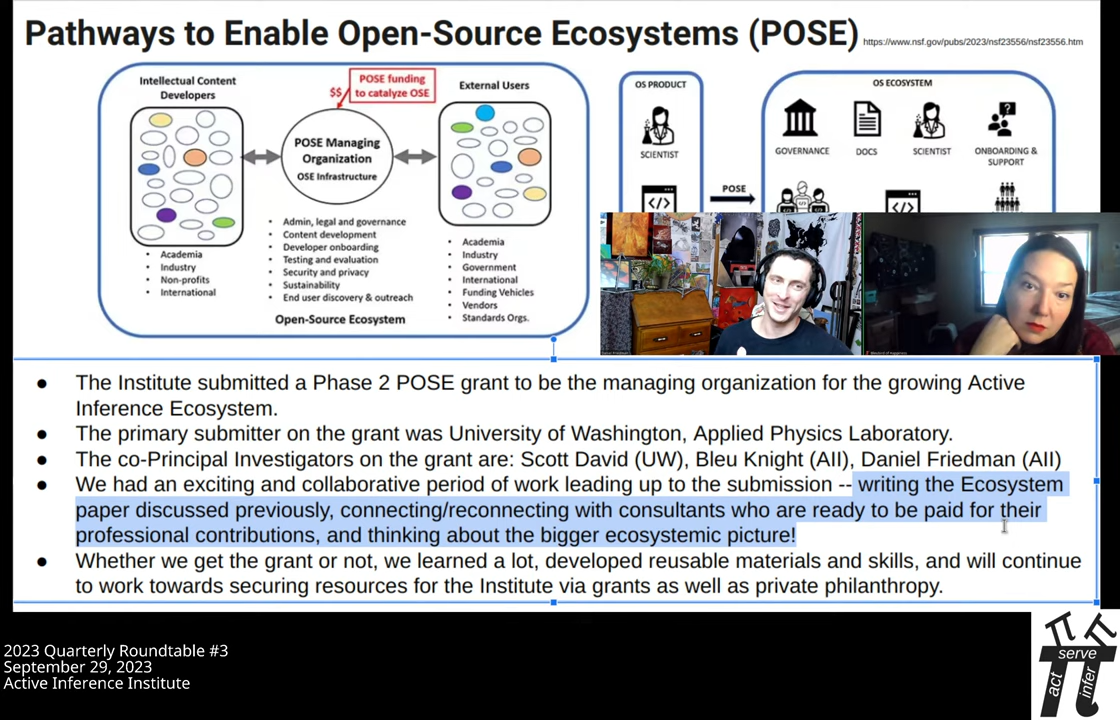 Pathways to Enable Open-Source Ecosystems (POSE) https://www.nsf.gov/pubs/2023/nsf23556/nsf23556.htm
Intellectual Content
Developers
$$
POSE funding
to catalyze OSE
External Users
POSE Managing
Organization
OSE Infrastructure
• Academia
• Industry
• Non-profits
• International
• Admin, legal and governance
• Content development
• Developer onboarding
• Testing and evaluation
• Security and privacy
• Sustainability
• End user discovery & outreach
• Academia
• Industry
• Government
• International
• Funding Vehicles
• Vendors
• Standards Orgs.
Open-Source Ecosystem
OS PRODUCT
SCIENTIST
</>
POSE
OS ECOSYSTEM
GOVERNANCE
DOCS
SCIENTIST
ONBOARDING &
SUPPORT
</>
● The Institute submitted a Phase 2 POSE grant to be the managing organization for the growing Active
Inference Ecosystem.
● The primary submitter on the grant was University of Washington, Applied Physics Laboratory.
● The co-Principal Investigators on the grant are: Scott David (UW), Bleu Knight (AII), Daniel Friedman (AII)
● We had an exciting and collaborative period of work leading up to the submission -- writing the Ecosystem
paper discussed previously, connecting/reconnecting with consultants who are ready to be paid for their
professional contributions, and thinking about the bigger ecosystemic picture!
● Whether we get the grant or not, we learned a lot, developed reusable materials and skills, and will continue
to work towards securing resources for the Institute via grants as well as private philanthropy.
2023 Quarterly Roundtable #3
September 29, 2023
Active Inference Institute
serve
act
infer